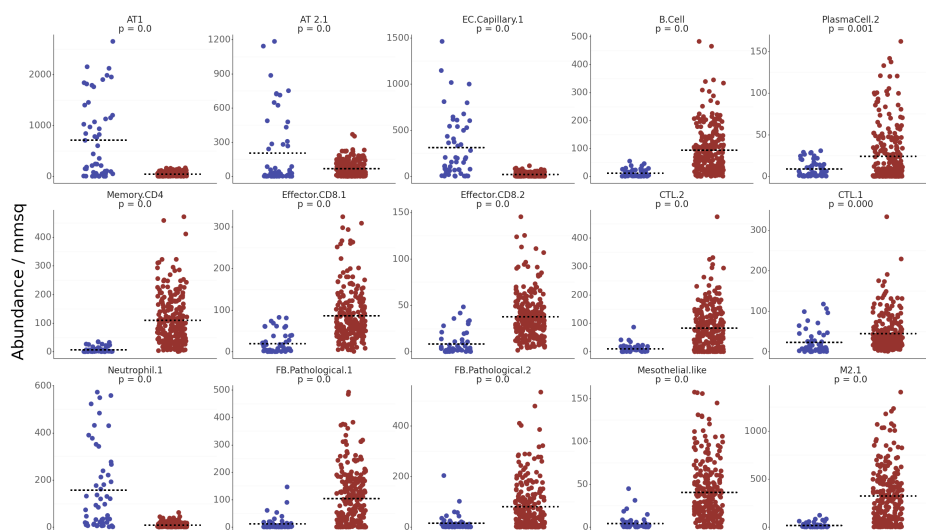 AT1
p = 0.0
AT 2.1
p = 0.0
EC.Capillary.1
p = 0.0
B.Cell
p = 0.0
PlasmaCell.2
p = 0.001
2000
1000
0
1200
900
600
300
0
1500
1000
500
0
500
400
300
200
100
0
150
100
50
0
Memory.CD4
p = 0.0
Effector.CD8.1
p = 0.0
Effector.CD8.2
p = 0.0
CTL.2
p = 0.0
CTL.1
p = 0.000
Abundance / mmsq
400
300
200
100
0
300
200
100
0
150
100
50
0
400
300
200
100
0
300
200
100
0
Neutrophil.1
p = 0.0
FB.Pathological.1
p = 0.0
FB.Pathological.2
p = 0.0
Mesothelial.like
p = 0.0
M2.1
p = 0.0
600
400
200
0
500
400
300
200
100
0
400
200
0
150
100
50
0
1000
500
0